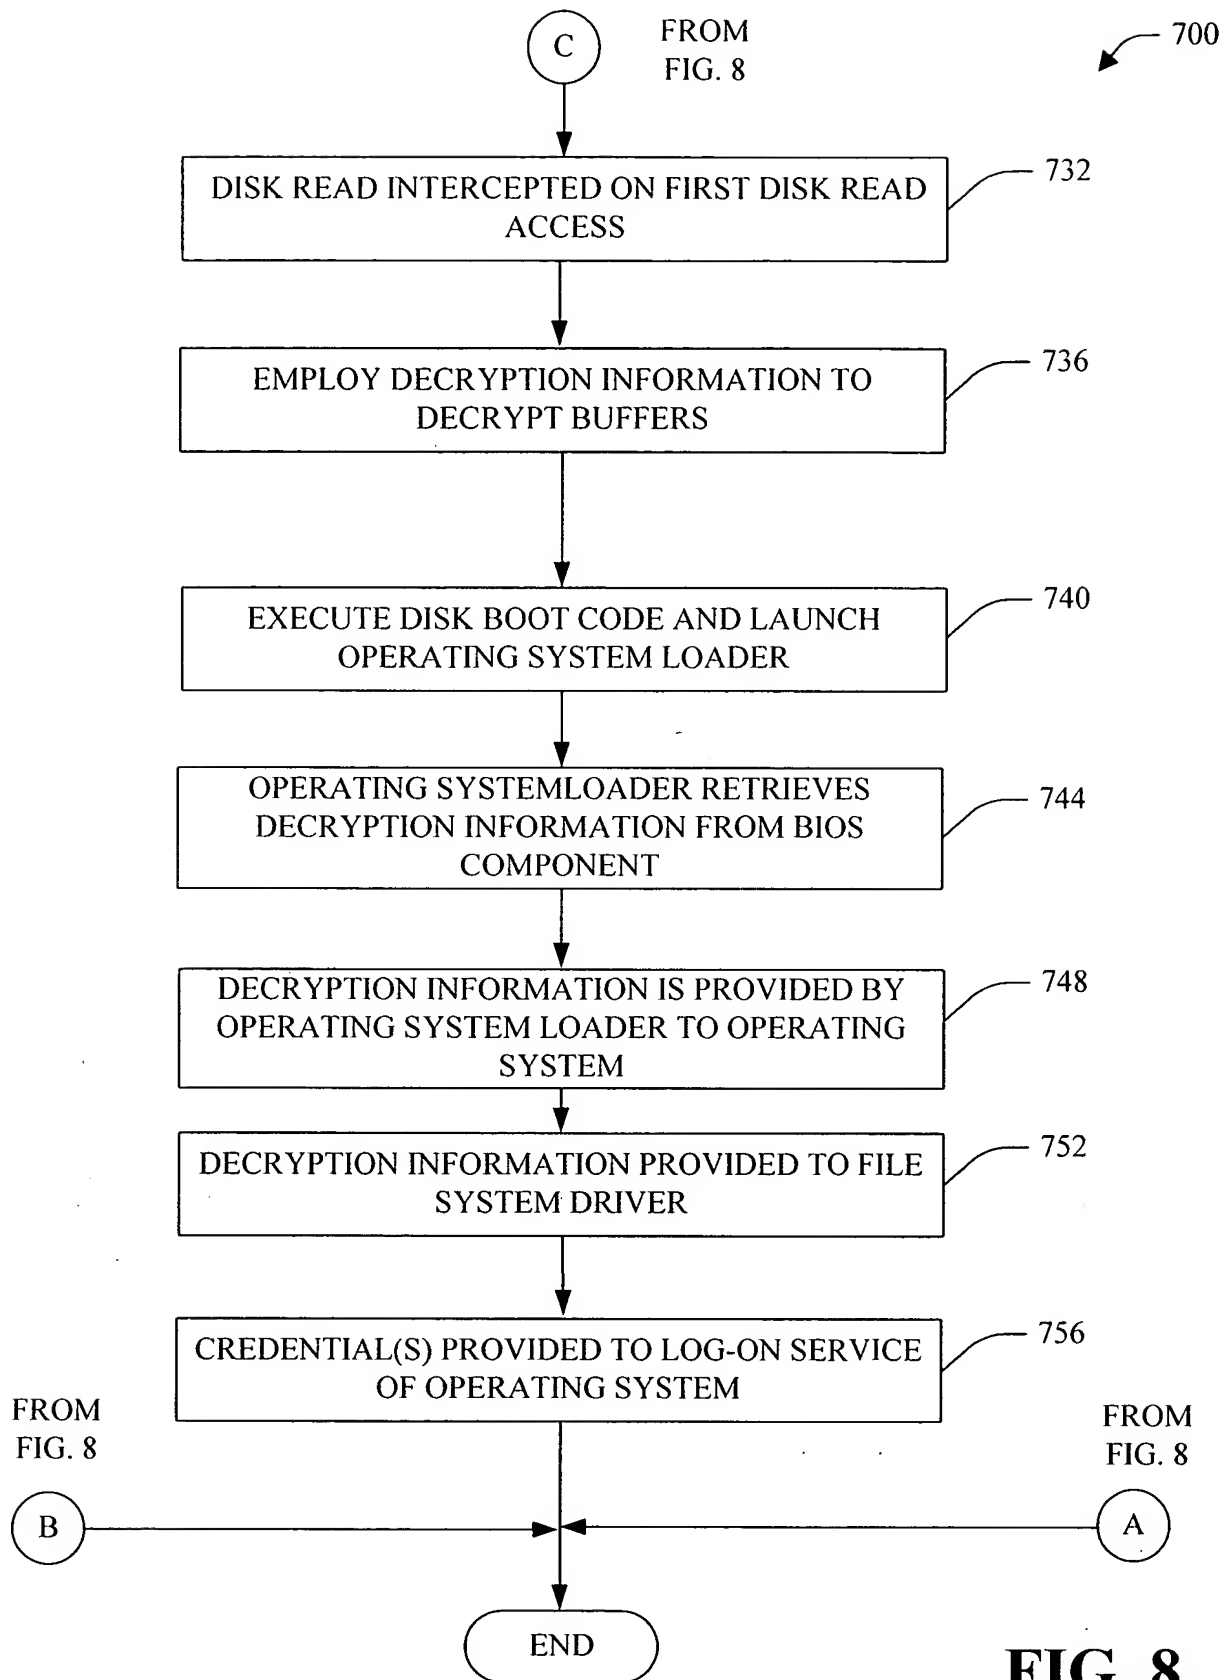 C
FROM
FIG. 8
700
DISK READ INTERCEPTED ON FIRST DISK READ
ACCESS
732
EMPLOY DECRYPTION INFORMATION TO
DECRYPT BUFFERS
736
EXECUTE DISK BOOT CODE AND LAUNCH
OPERATING SYSTEM LOADER
740
OPERATING SYSTEMLOADER RETRIEVES
DECRYPTION INFORMATION FROM BIOS
COMPONENT
744
DECRYPTION INFORMATION IS PROVIDED BY
OPERATING SYSTEM LOADER TO OPERATING
SYSTEM
748
DECRYPTION INFORMATION PROVIDED TO FILE
SYSTEM DRIVER
752
CREDENTIAL(S) PROVIDED TO LOG-ON SERVICE
OF OPERATING SYSTEM
756
FROM
FIG. 8
B
FROM
FIG. 8
A
END
FIG. 8